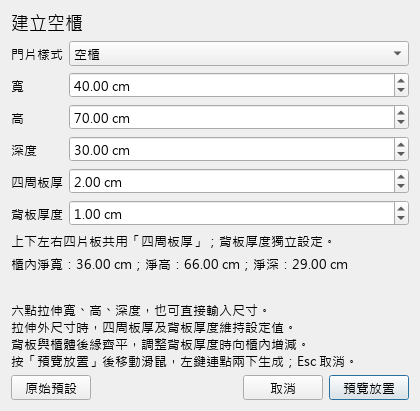 建立空櫃
門片樣式 空櫃
寬 40.00 cm
高 70.00 cm
深度 30.00 cm
四周板厚 2.00 cm
背板厚度 1.00 cm
上下左右四片板共用「四周板厚」；背板厚度獨立設定。
櫃內淨寬：36.00 cm；淨高：66.00 cm；淨深：29.00 cm
六點拉伸寬、高、深度，也可直接輸入尺寸。
拉伸外尺寸時，四周板厚及背板厚度維持設定值。
背板與櫃體後緣齊平，調整背板厚度時向櫃內增減。
按「預覽放置」後移動滑鼠，左鍵連點兩下生成；Esc 取消。
原始預設 取消 預覽放置